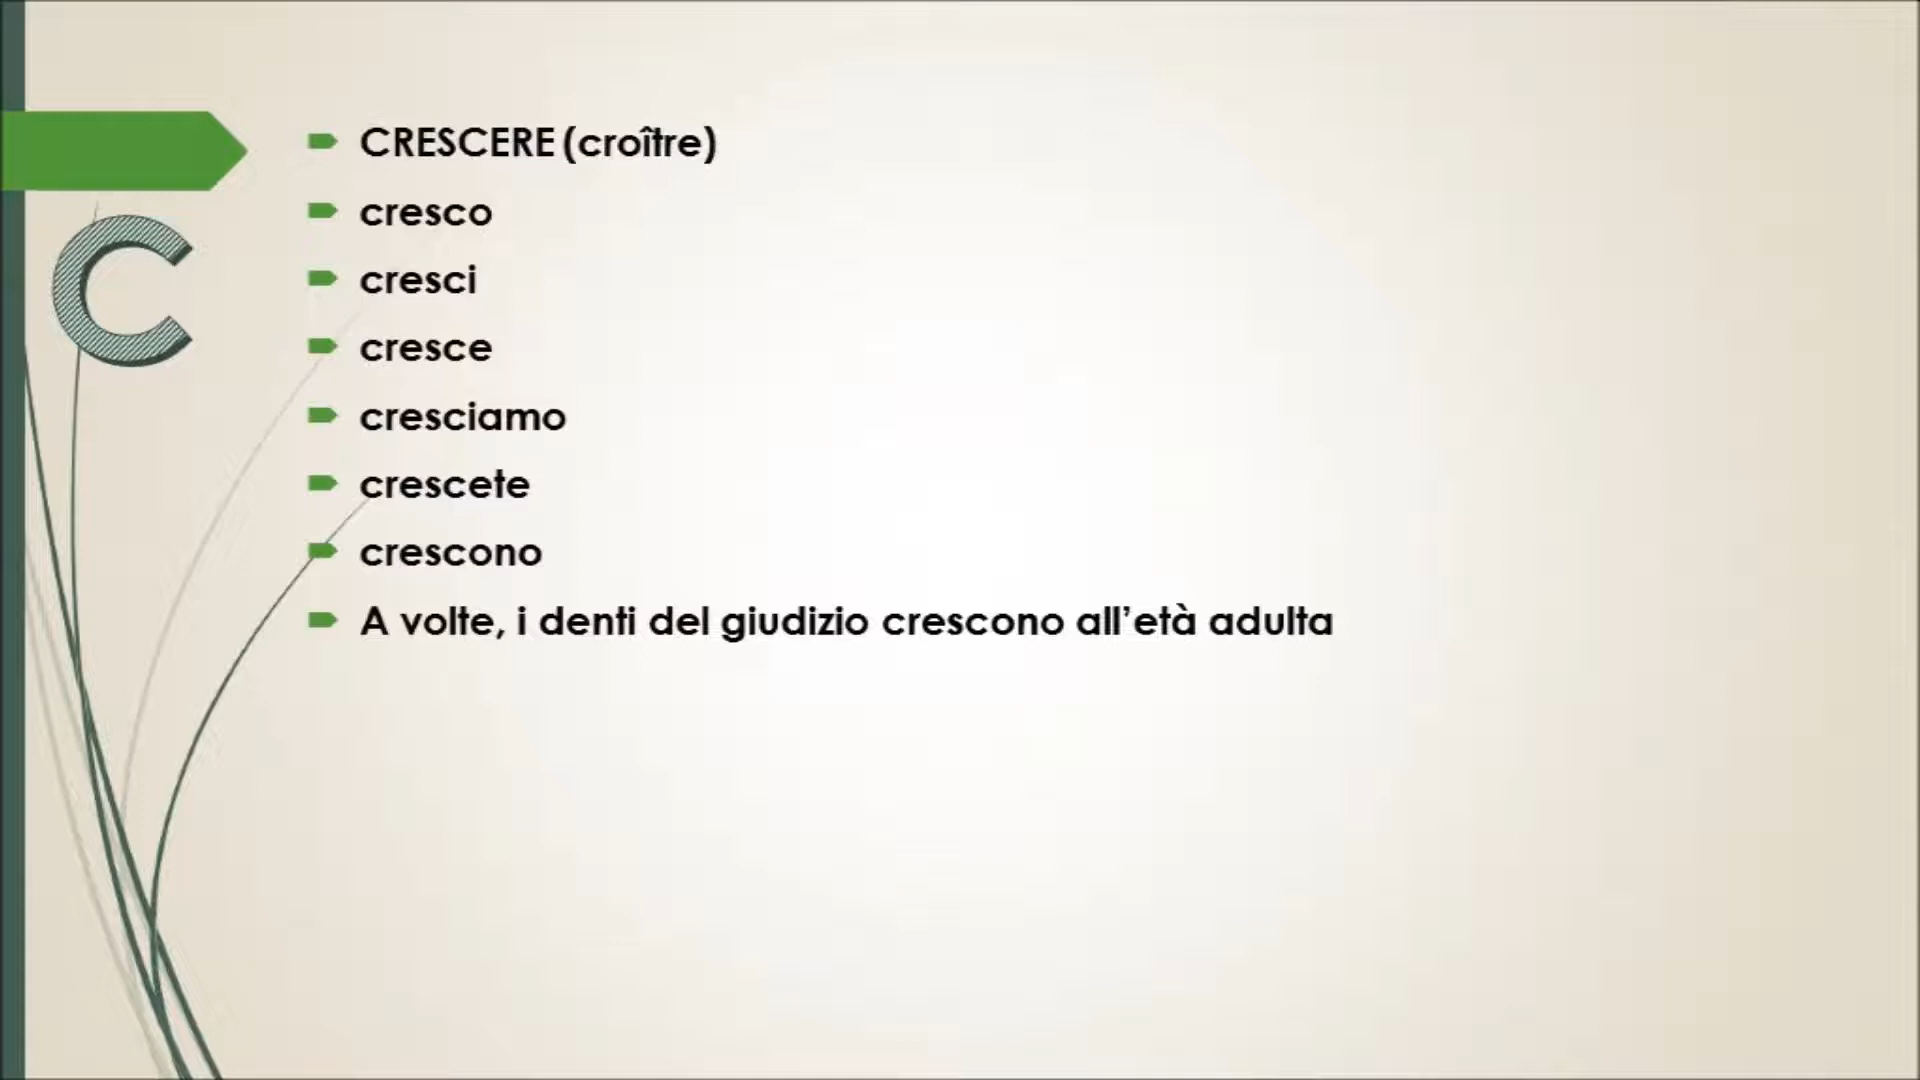 C
CRESCERE (croître)
cresco
cresci
cresce
cresciamo
crescete
crescono
A volte, i denti del giudizio crescono all’età adulta